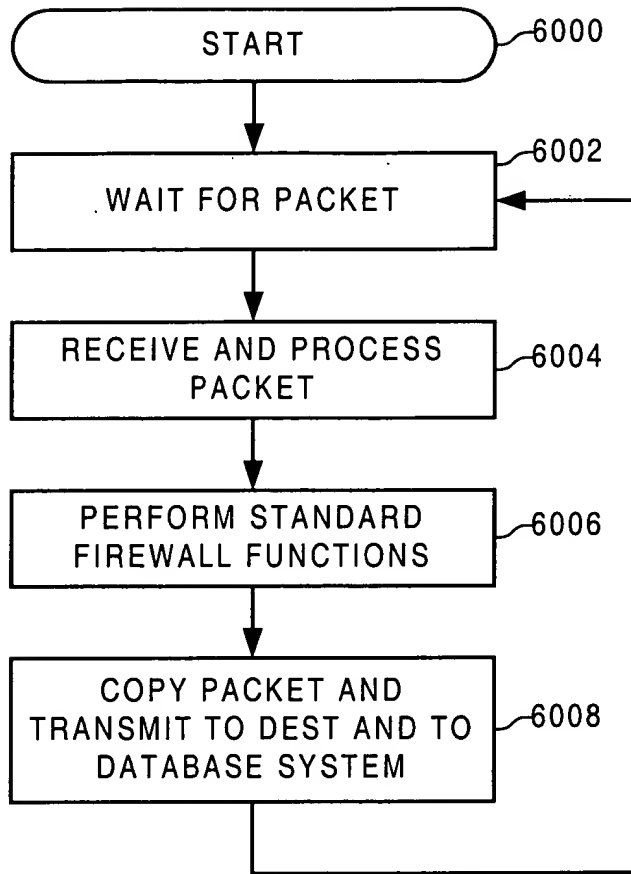 START
6000
WAIT FOR PACKET
6002
RECEIVE AND PROCESS
PACKET
6004
PERFORM STANDARD
FIREWALL FUNCTIONS
6006
COPY PACKET AND
TRANSMIT TO DEST AND TO
DATABASE SYSTEM
6008